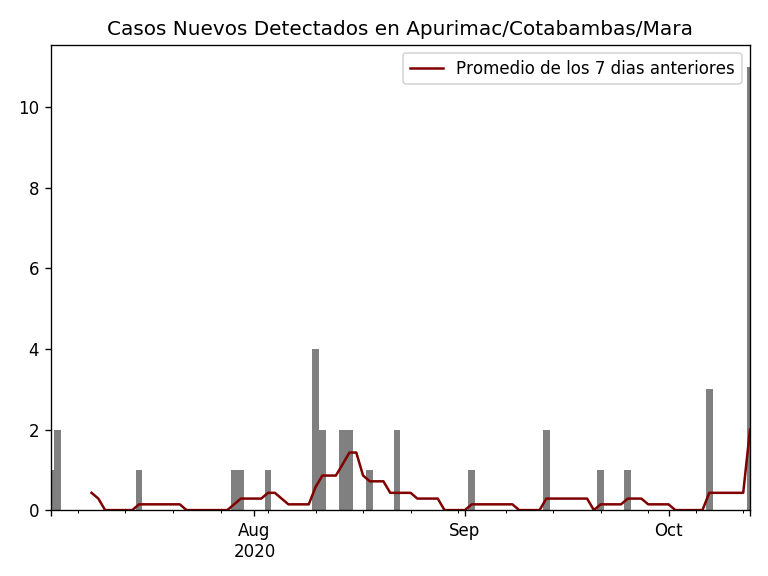 Casos Nuevos Detectados en Apurimac/Cotabambas/Mara
Promedio de los 7 dias anteriores
10
8
6
4
2
0
Aug
2020
Sep
Oct